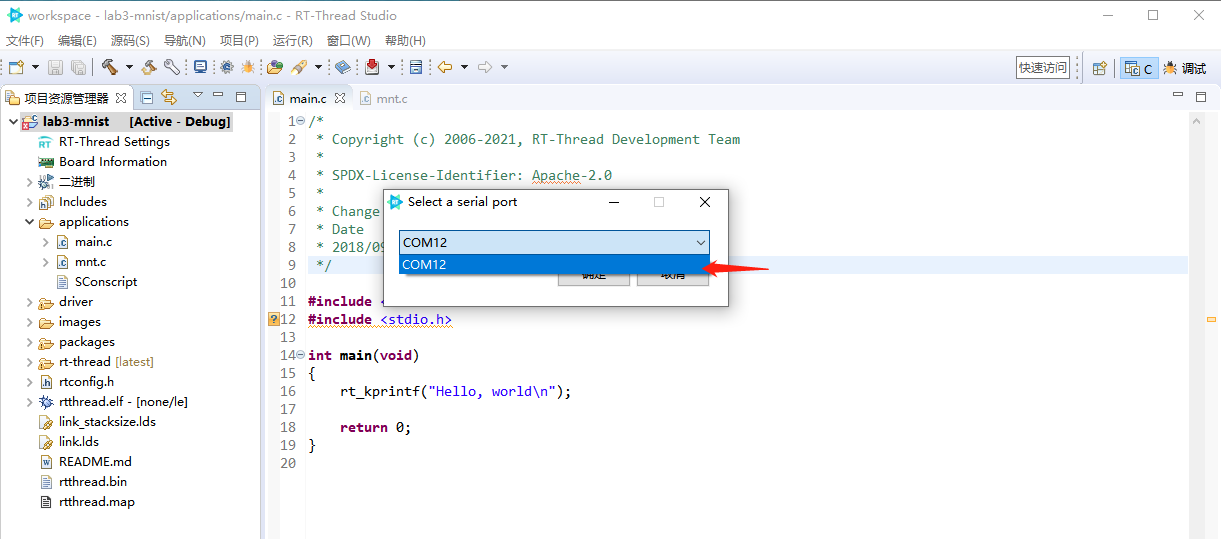 workspace - lab3-mnist/applications/main.c - RT-Thread Studio
文件(F) 编辑(E) 源码(S) 导航(N) 项目(P) 运行(R) 窗口(W) 帮助(H)
快速访问 C 调试
项目资源管理器
main.c mnt.c
lab3-mnist [Active - Debug]
RT-Thread Settings
Board Information
二进制
Includes
applications
main.c
mnt.c
SConscript
driver
images
packages
rt-thread [latest]
rtconfig.h
rtthread.elf - [none/le]
link_stacksize.lds
link.lds
README.md
rtthread.bin
rtthread.map
1 /*
2 * Copyright (c) 2006-2021, RT-Thread Development Team
3 *
4 * SPDX-License-Identifier: Apache-2.0
5 *
6 * Change
7 * Date
8 * 2018/09
9 */
10
11 #include <
12 #include <stdio.h>
13
14 int main(void)
15 {
16 rt_kprintf("Hello, world\n");
17
18 return 0;
19 }
20
Select a serial port
COM12
COM12